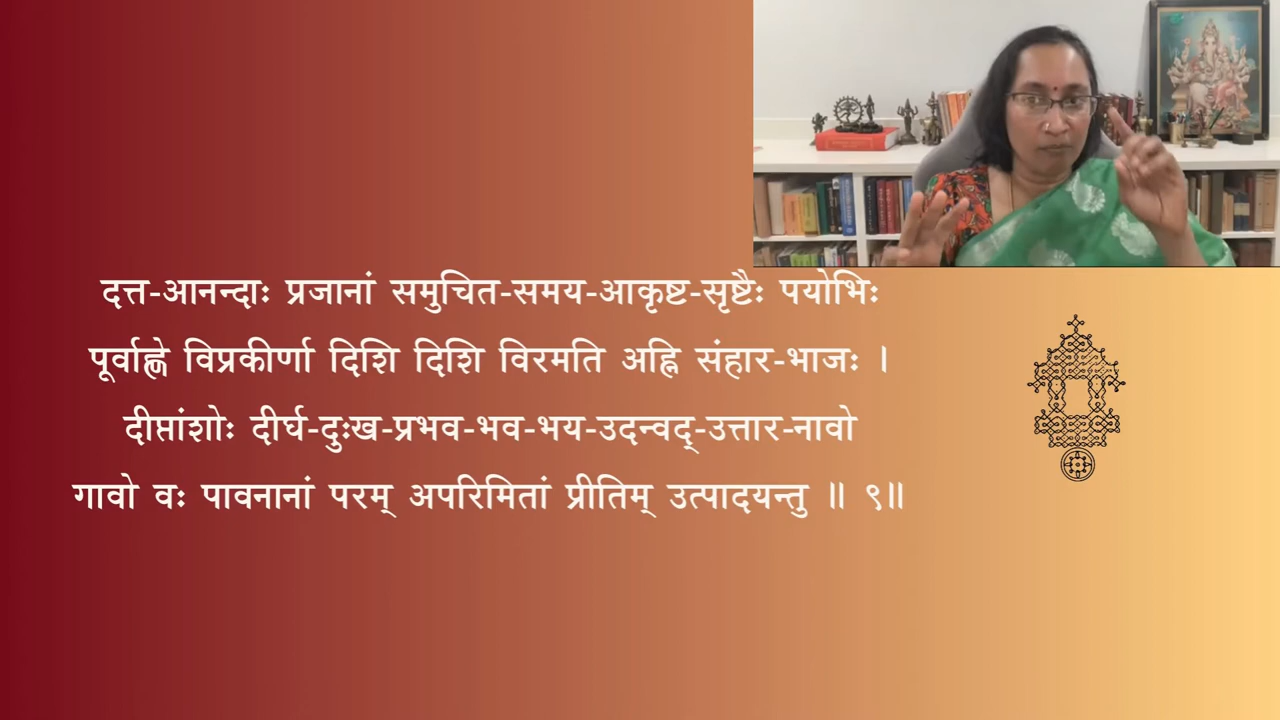 दत्त-आनन्दाः प्रजानां समुचित-समय-आकृष्ट-सृष्टैः पयोभिः
पूर्वाह्णे विप्रकीर्णा दिशि दिशि विरमति अह्नि संहार-भाजः ।
दीप्तांशोः दीर्घ-दुःख-प्रभव-भव-भय-उदन्वद्-उत्तार-नावो
गावो वः पावनानां परम् अपरिमितां प्रीतिम् उत्पादयन्तु ॥ ९॥